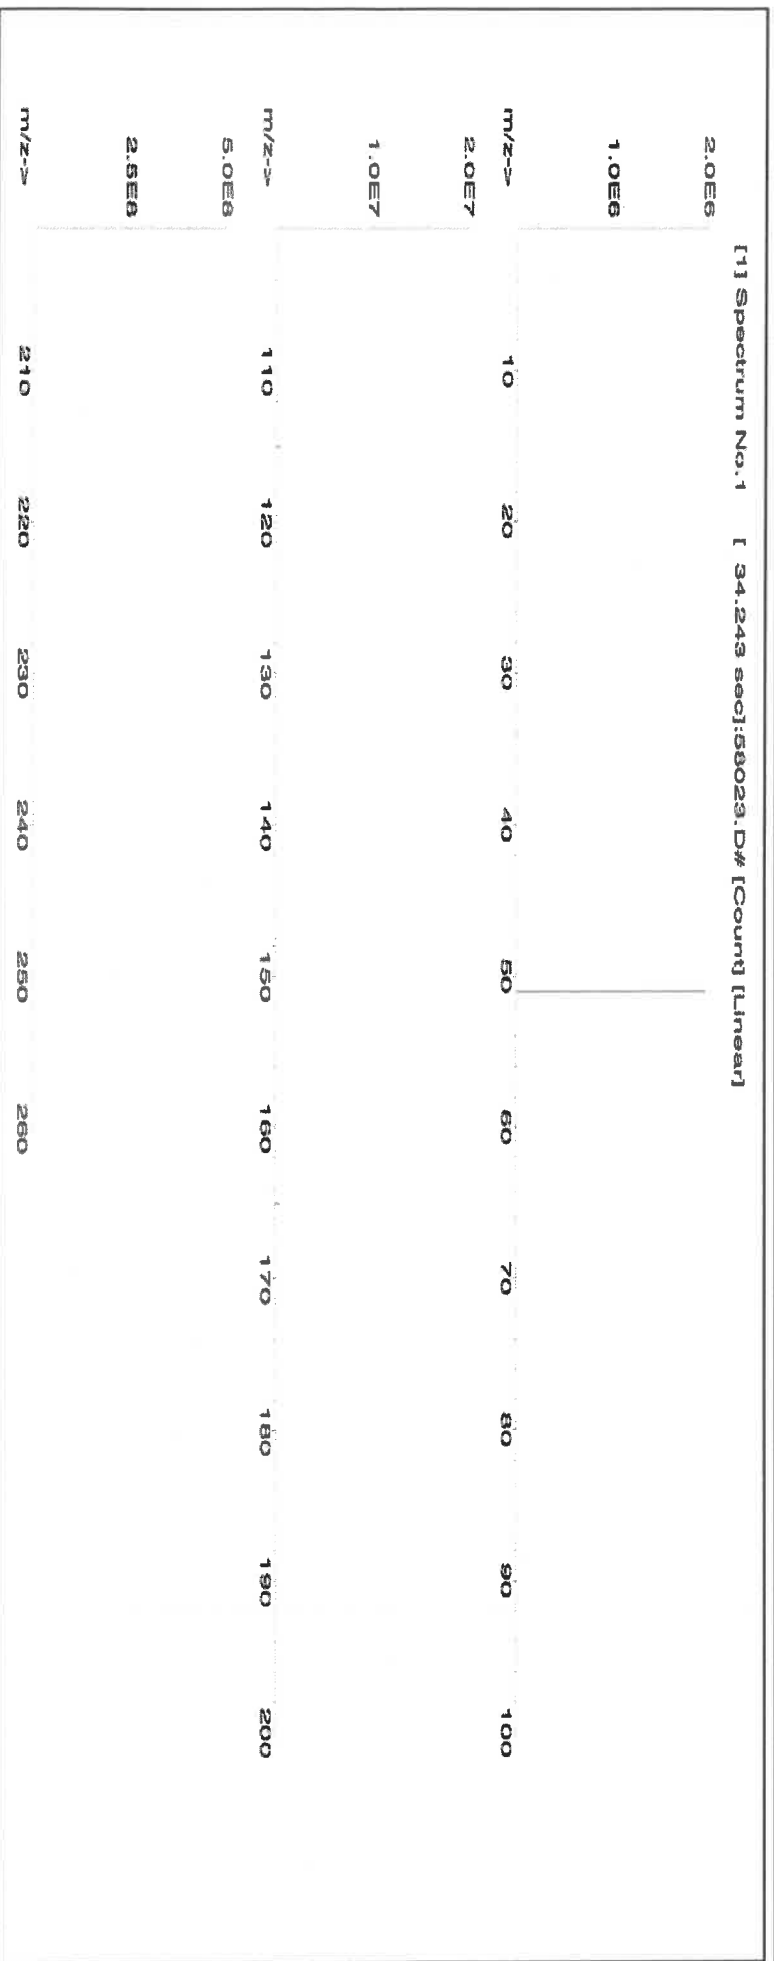 [1] Spectrum No.1 [ 34.243 sec]:58023.D# [Count] [Linear]
2.0E6
1.0E6
m/z-> 10 20 30 40 50 60 70 80 90 100
2.0E7
1.0E7
m/z-> 110 120 130 140 150 160 170 180 190 200
5.0E8
2.5E8
m/z-> 210 220 230 240 250 260